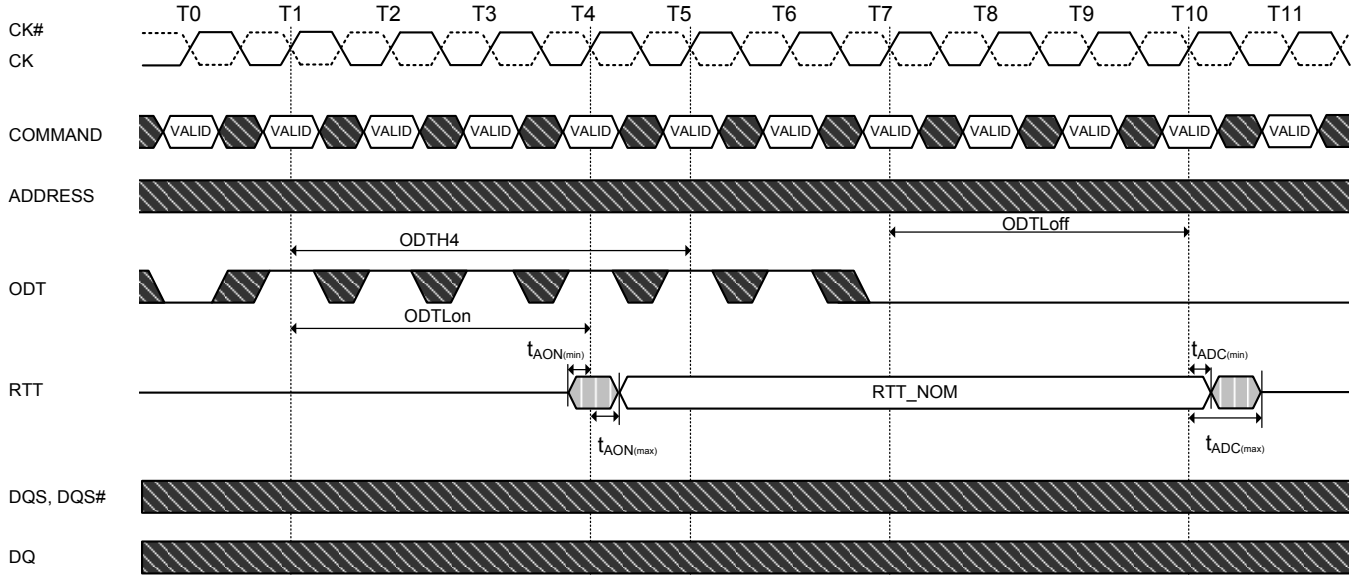 T0 T1 T2 T3 T4 T5 T6 T7 T8 T9 T10 T11
CK#
CK
COMMAND VALID VALID VALID VALID VALID VALID VALID VALID VALID VALID VALID VALID
ADDRESS
ODTH4 ODTLoff
ODT
ODTLon
tAON(min) tADC(min)
RTT RTT_NOM
tAON(max) tADC(max)
DQS, DQS#
DQ